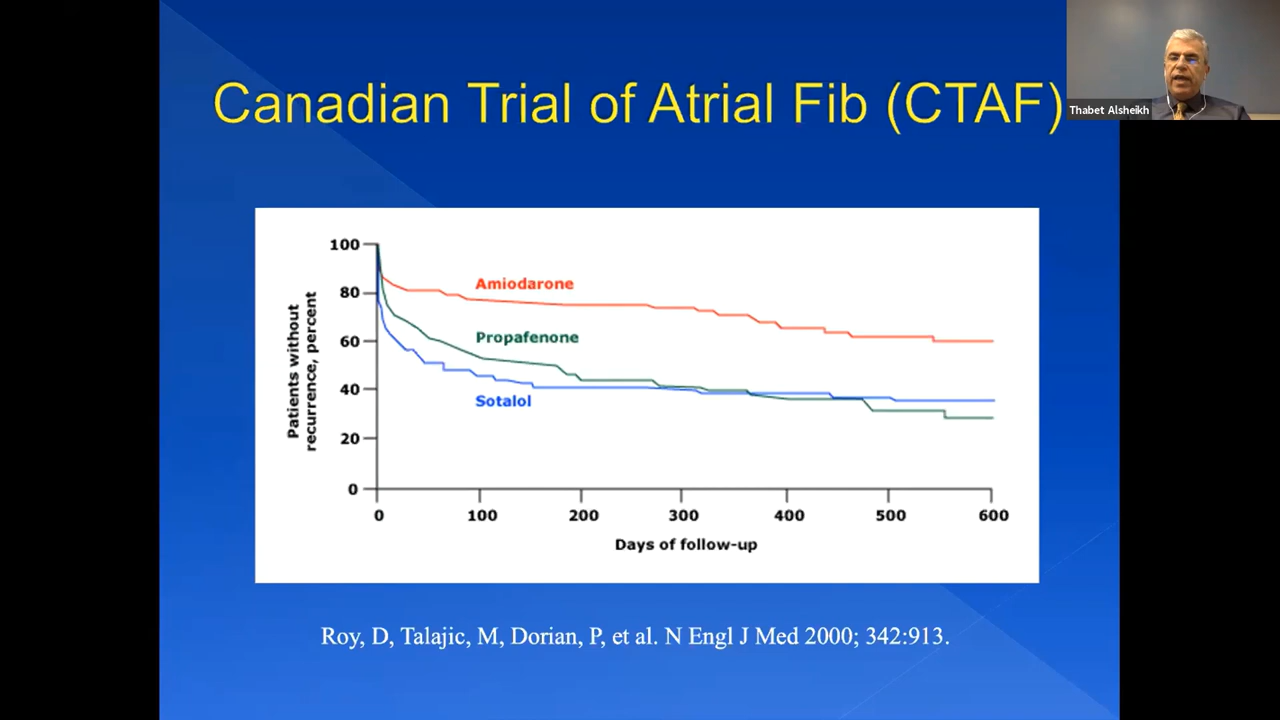 Canadian Trial of Atrial Fib (CTAF)
Thabet Alsheikh
100
80
60
40
20
0
Patients without
recurrence, percent
Amiodarone
Propafenone
Sotalol
0 100 200 300 400 500 600
Days of follow-up
Roy, D, Talajic, M, Dorian, P, et al. N Engl J Med 2000; 342:913.